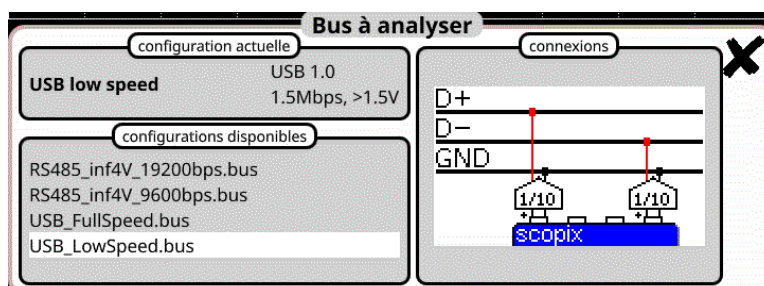 Bus à analyser
configuration actuelle
USB low speed
USB 1.0
1.5Mbps, >1.5V
configurations disponibles
RS485_inf4V_19200bps.bus
RS485_inf4V_9600bps.bus
USB_FullSpeed.bus
USB_LowSpeed.bus
connexions
D+
D-
GND
1/10
1/10
+
+
scopix